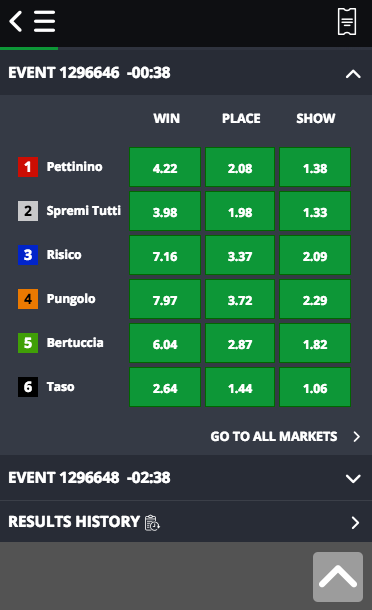 EVENT 1296646 -00:38
WIN PLACE SHOW
1 Pettinino 4.22 2.08 1.38
2 Spremi Tutti 3.98 1.98 1.33
3 Risico 7.16 3.37 2.09
4 Pungolo 7.97 3.72 2.29
5 Bertuccia 6.04 2.87 1.82
6 Taso 2.64 1.44 1.06
GO TO ALL MARKETS
EVENT 1296648 -02:38
RESULTS HISTORY